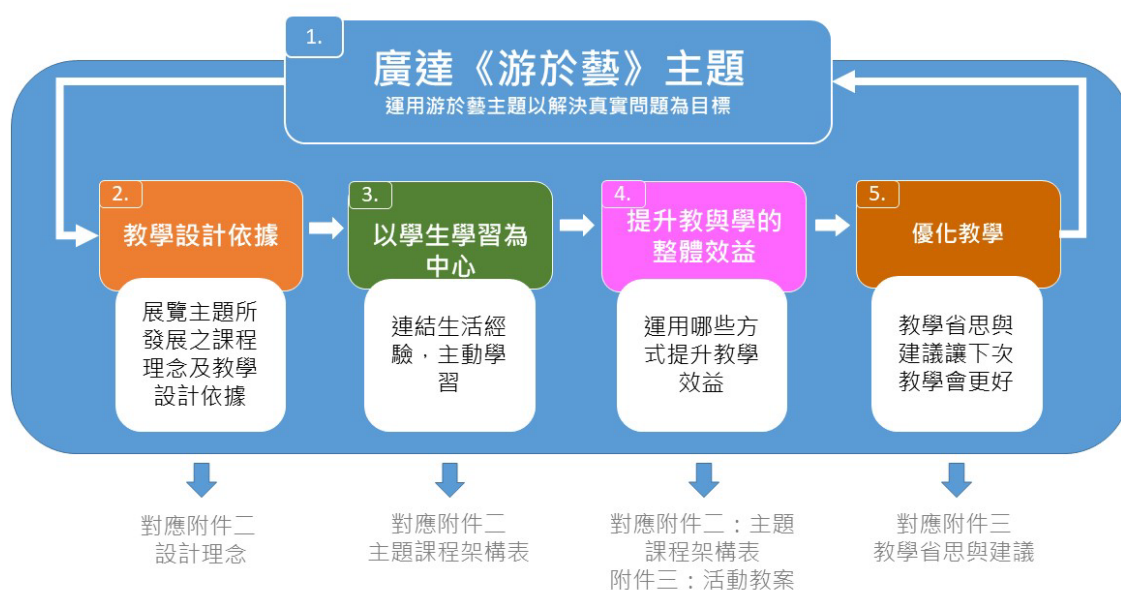 1.
廣達《游於藝》主題
運用游於藝主題以解決真實問題為目標
2.
教學設計依據
展覽主題所
發展之課程
理念及教學
設計依據
3.
以學生學習為
中心
連結生活經
驗，主動學
習
4.
提升教與學的
整體效益
運用哪些方
式提升教學
效益
5.
優化教學
教學省思與
建議讓下次
教學會更好
對應附件二
設計理念
對應附件二
主題課程架構表
對應附件二：主題
課程架構表
附件三：活動教案
對應附件三
教學省思與建議